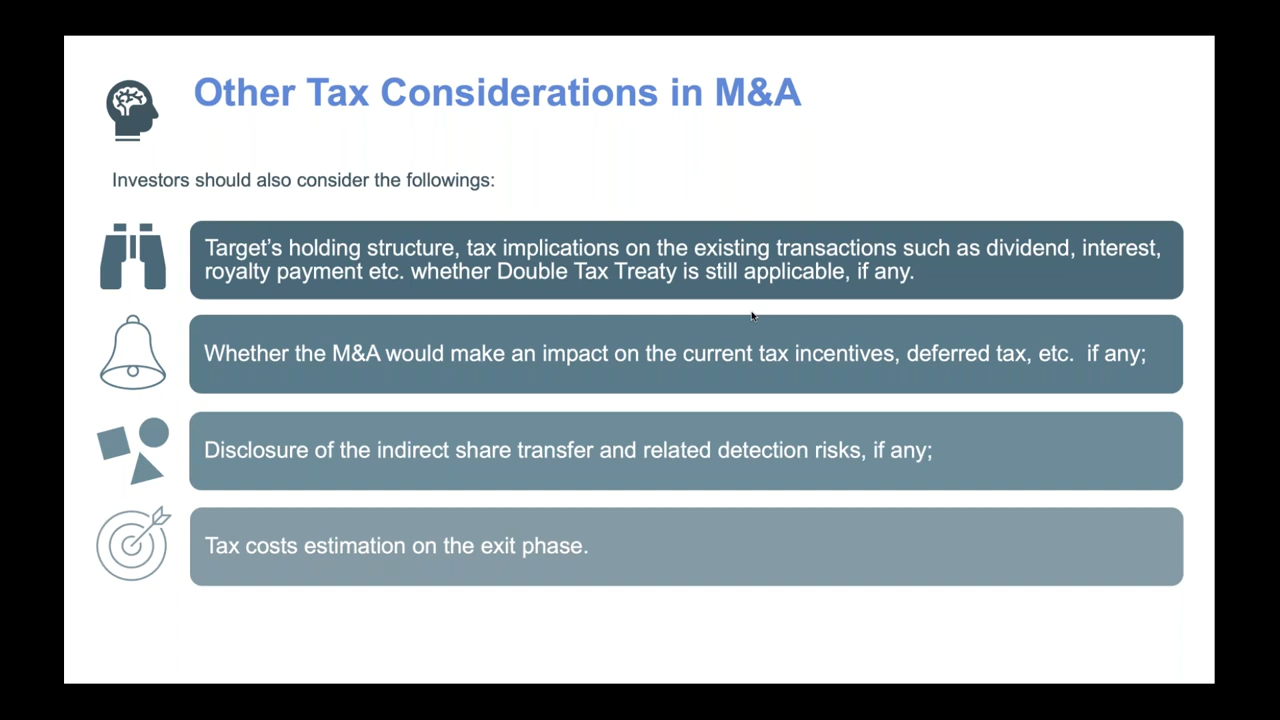 Other Tax Considerations in M&A
Investors should also consider the followings:
Target’s holding structure, tax implications on the existing transactions such as dividend, interest,
royalty payment etc. whether Double Tax Treaty is still applicable, if any.
Whether the M&A would make an impact on the current tax incentives, deferred tax, etc.  if any;
Disclosure of the indirect share transfer and related detection risks, if any;
Tax costs estimation on the exit phase.